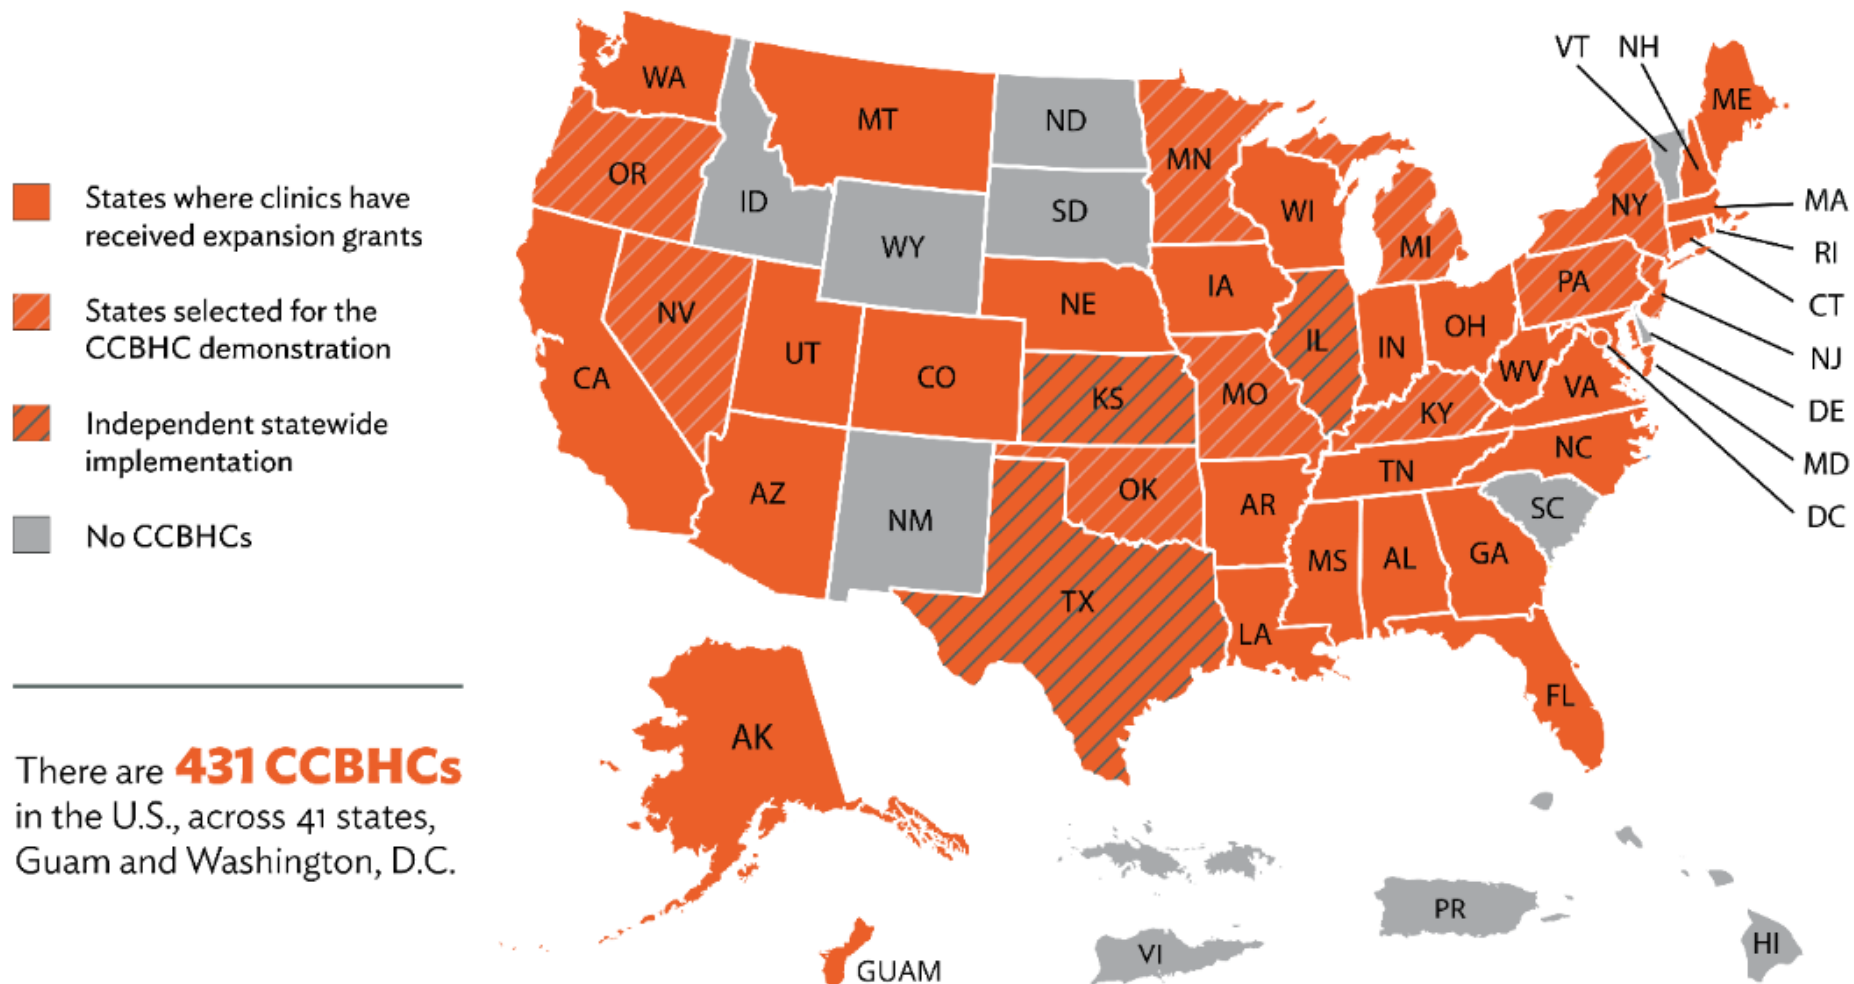 States where clinics have
received expansion grants
States selected for the
CCBHC demonstration
Independent statewide
implementation
No CCBHCs
There are 431 CCBHCs
in the U.S., across 41 states,
Guam and Washington, D.C.
WA
MT
ND
MN
OR
ID
SD
WI
WY
MI
NY
VT
NH
ME
MA
RI
CT
NJ
DE
MD
DC
NV
UT
CO
NE
IA
IL
IN
OH
PA
WV
VA
CA
KS
MO
KY
NC
TN
AZ
NM
OK
AR
SC
MS
AL
GA
TX
LA
FL
AK
GUAM
VI
PR
HI